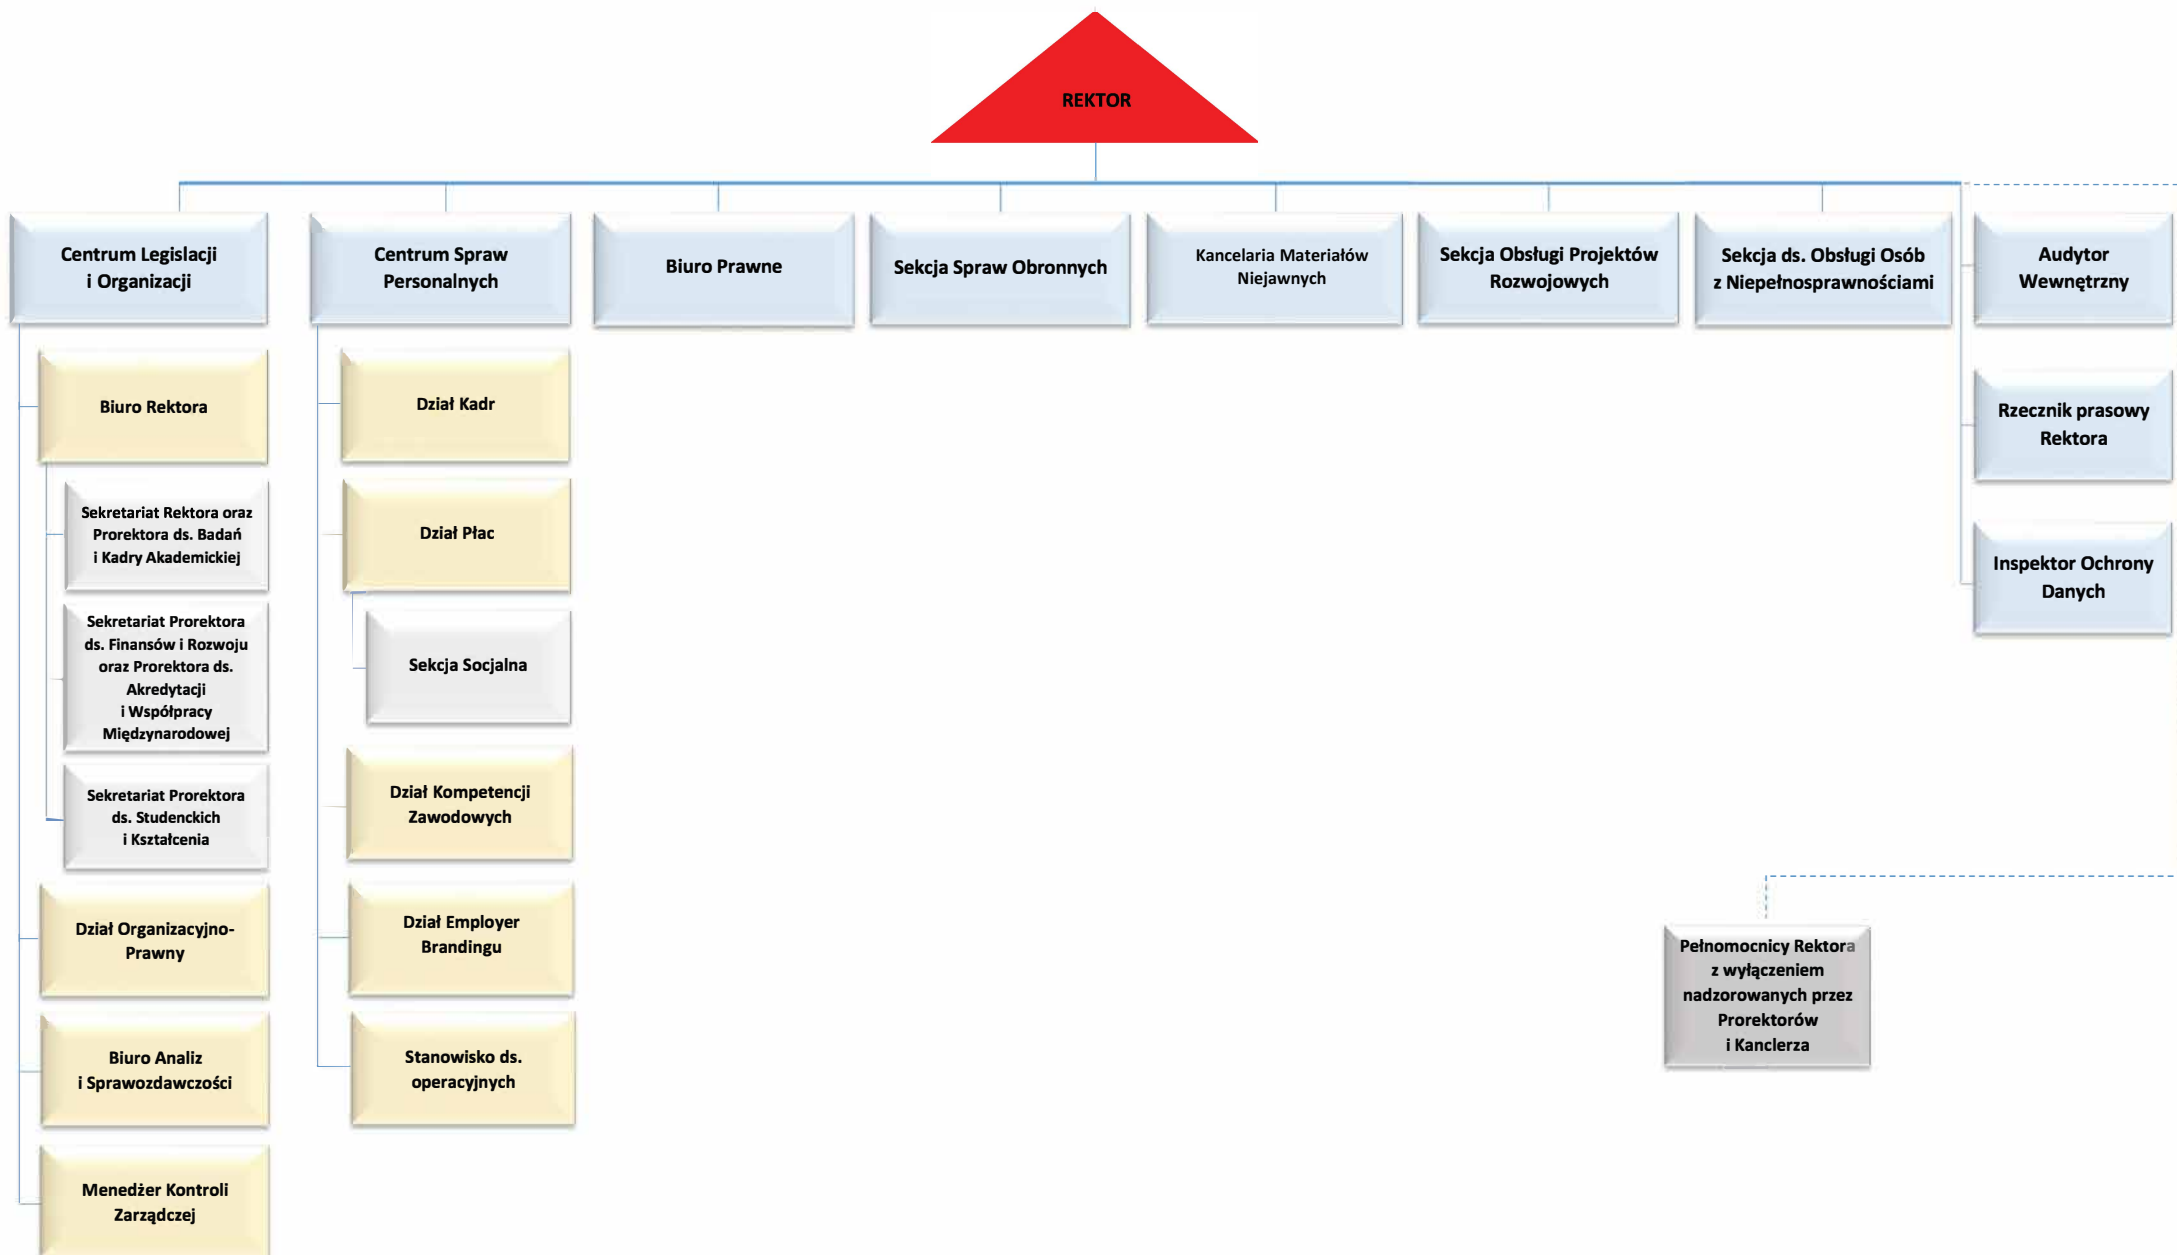 REKTOR
Centrum Legislacji
i Organizacji
Centrum Spraw
Personalnych
Biuro Prawne
Sekcja Spraw Obronnych
Kancelaria Materiałów
Niejawnych
Sekcja Obsługi Projektów
Rozwojowych
Sekcja ds. Obsługi Osób
z Niepełnosprawnościami
Audytor
Wewnętrzny
Biuro Rektora
Dział Kadr
Rzecznik prasowy
Rektora
Sekretariat Rektora oraz
Prorektora ds. Badań
i Kadry Akademickiej
Dział Płac
Inspektor Ochrony
Danych
Sekretariat Prorektora
ds. Finansów i Rozwoju
oraz Prorektora ds.
Akredytacji
i Współpracy
Międzynarodowej
Sekcja Socjalna
Sekretariat Prorektora
ds. Studenckich
i Kształcenia
Dział Kompetencji
Zawodowych
Dział Organizacyjno-
Prawny
Dział Employer
Brandingu
Pełnomocnicy Rektora
z wyłączeniem
nadzorowanych przez
Prorektorów
i Kanclerza
Biuro Analiz
i Sprawozdawczości
Stanowisko ds.
operacyjnych
Menedżer Kontroli
Zarządczej